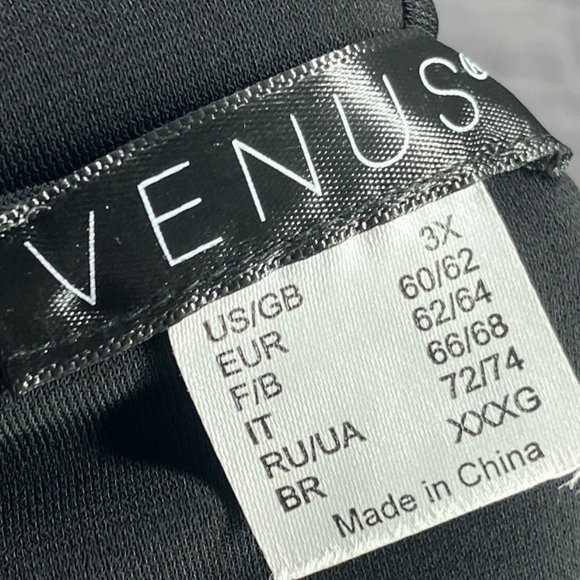 VENUS®
US/GB 3X
EUR 60/62
F/B 62/64
IT 66/68
RU/UA 72/74
BR XXXG
Made in China